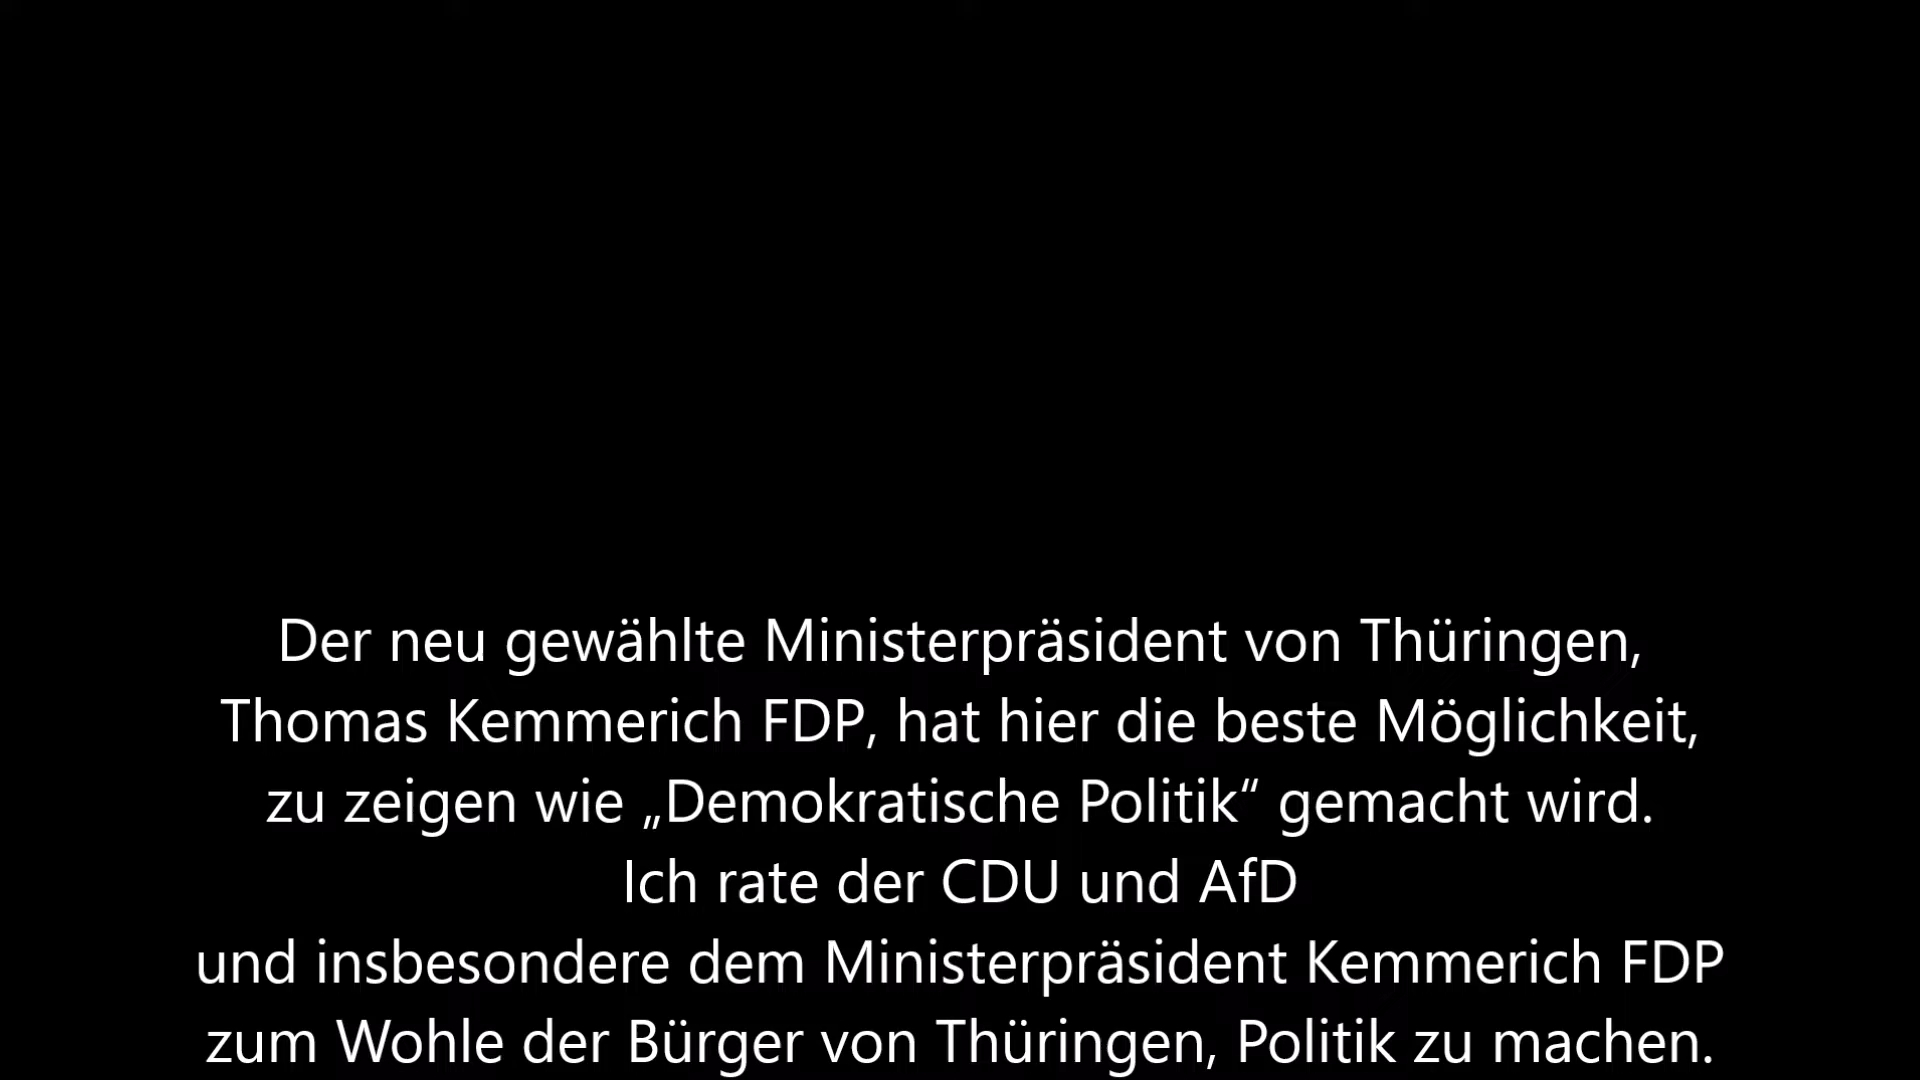 Der neu gewählte Ministerpräsident von Thüringen,
Thomas Kemmerich FDP, hat hier die beste Möglichkeit,
zu zeigen wie „Demokratische Politik“ gemacht wird.
Ich rate der CDU und AfD
und insbesondere dem Ministerpräsident Kemmerich FDP
zum Wohle der Bürger von Thüringen, Politik zu machen.